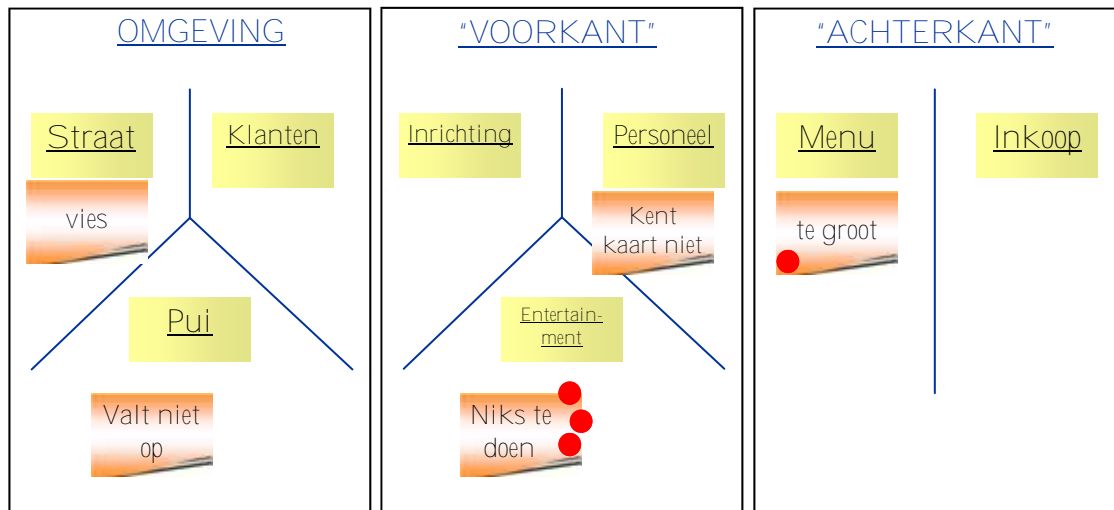 OMGEVING
Straat
Klanten
vies
Pui
Valt niet
op
"VOORKANT"
Inrichting
Personeel
Kent
kaart niet
Entertain-
ment
Niks te
doen
"ACHTERKANT"
Menu
Inkoop
te groot